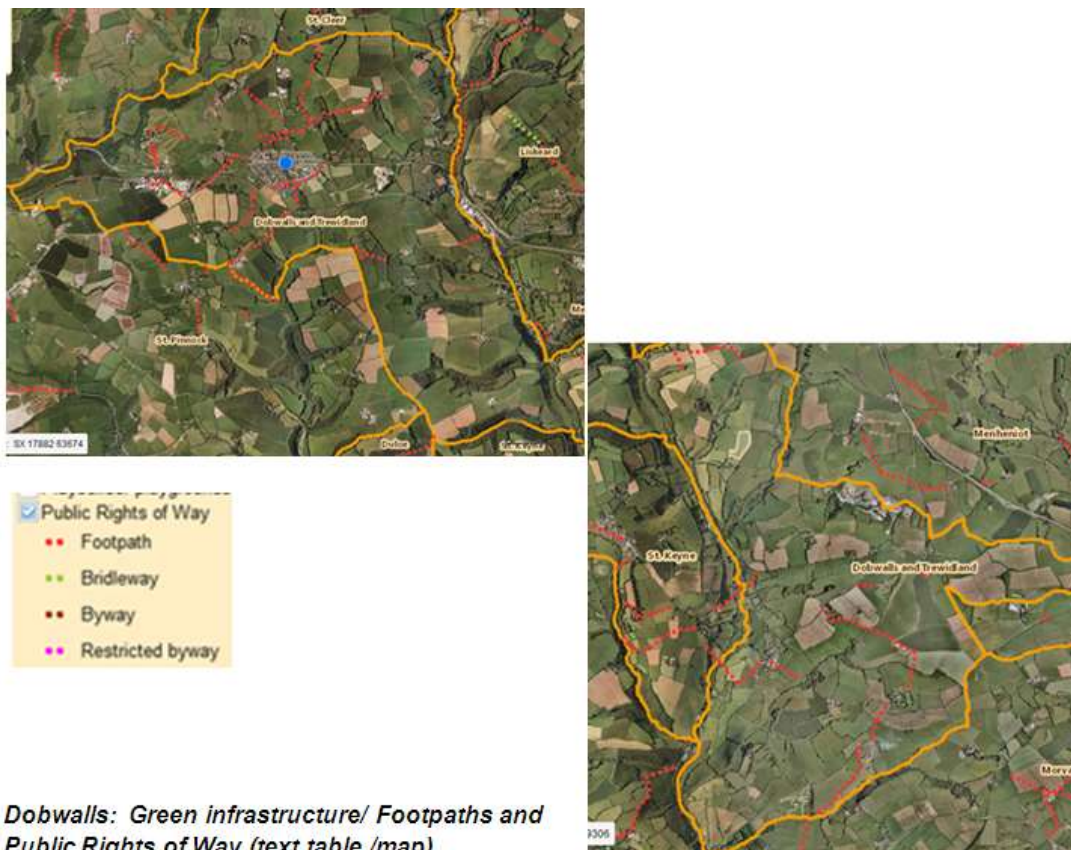 St. Cleer
Liskeard
Dobwalls and Trewidland
St. Pinnock
SX 17882 63674
Duloe
St. Keyne
Public Rights of Way
Footpath
Bridleway
Byway
Restricted byway
Menheniot
St. Keyne
Dobwalls and Trewidland
Morv
9306
Dobwalls: Green infrastructure/ Footpaths and
Public Rights of Way (text table /map)